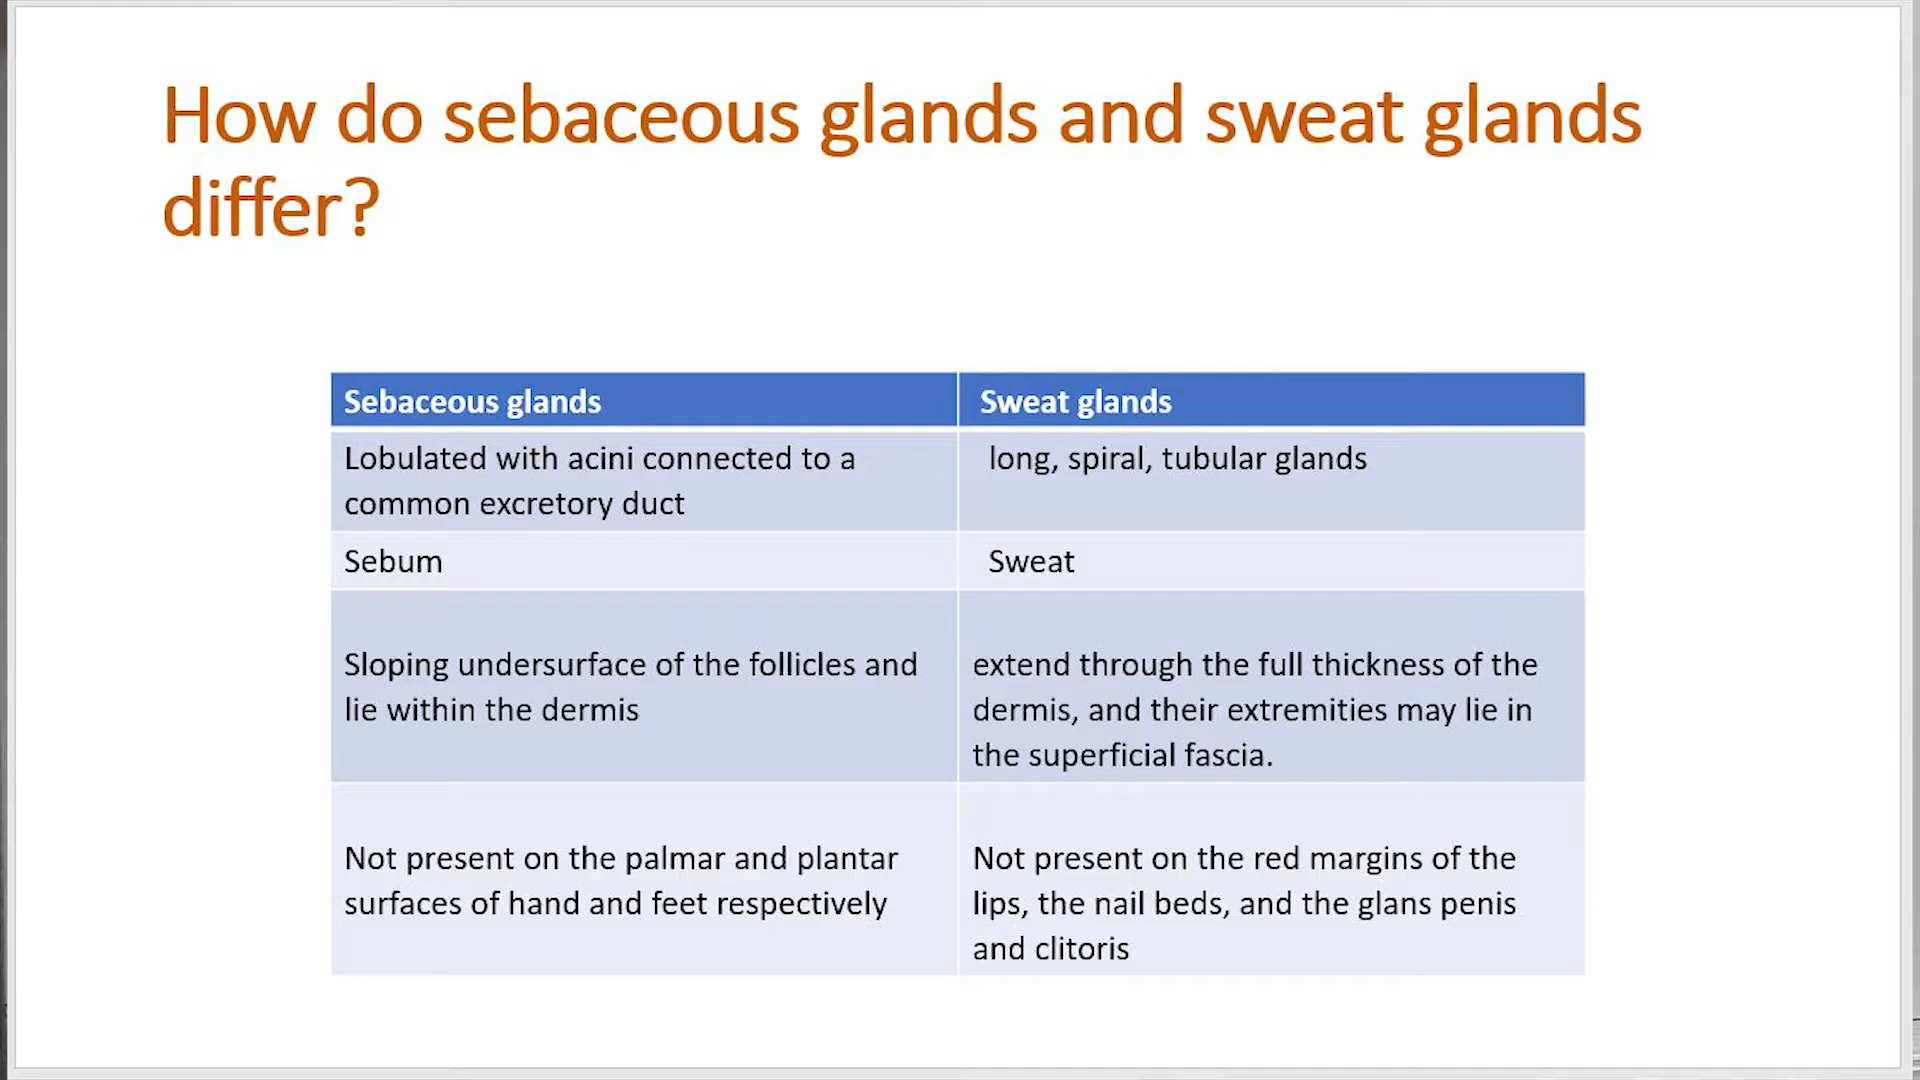 How do sebaceous glands and sweat glands
differ?
Sebaceous glands
Sweat glands
Lobulated with acini connected to a
common excretory duct
long, spiral, tubular glands
Sebum
Sweat
Sloping undersurface of the follicles and
lie within the dermis
extend through the full thickness of the
dermis, and their extremities may lie in
the superficial fascia.
Not present on the palmar and plantar
surfaces of hand and feet respectively
Not present on the red margins of the
lips, the nail beds, and the glans penis
and clitoris